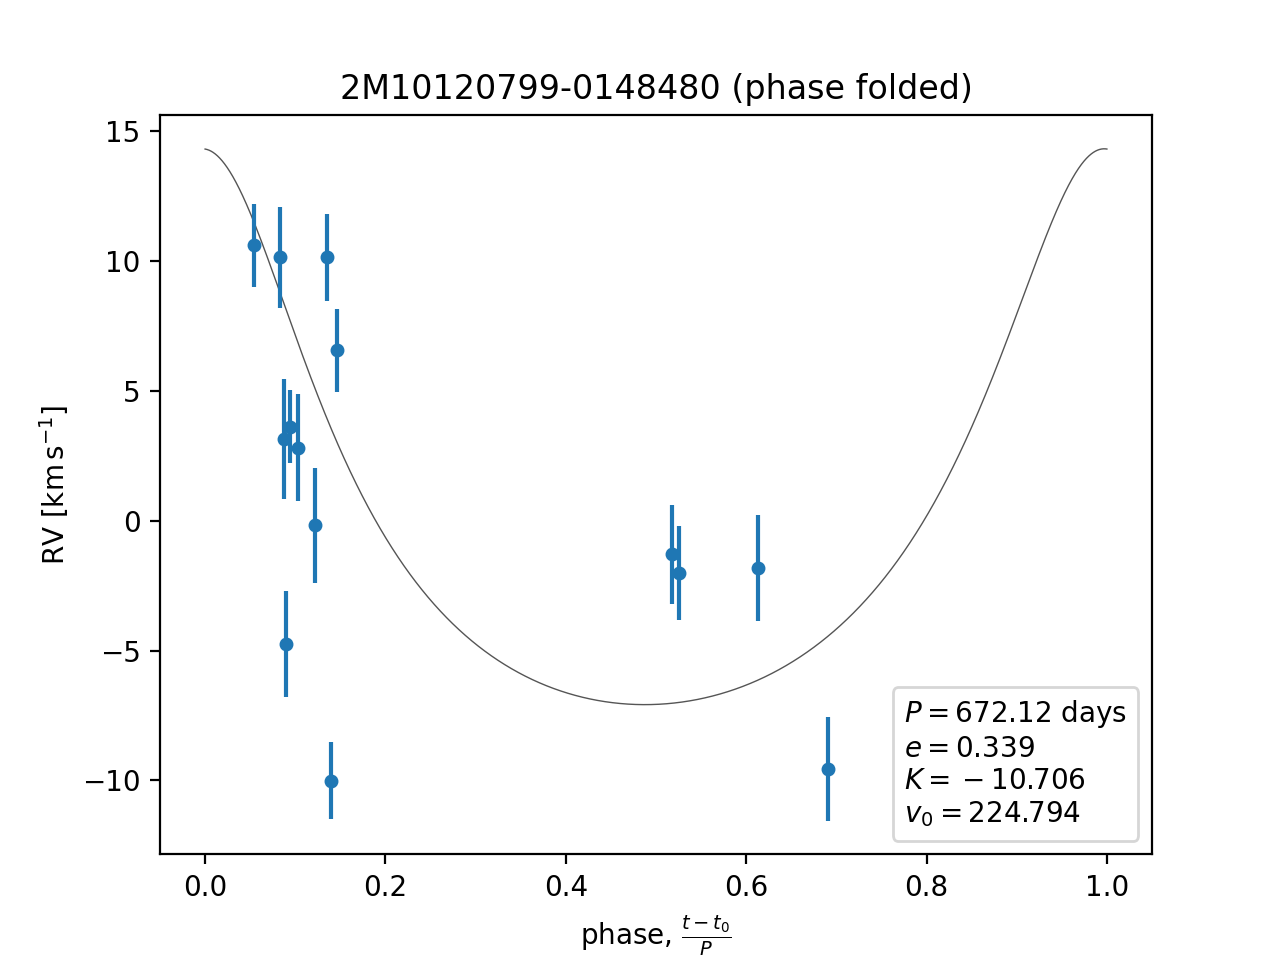 2M10120799-0148480 (phase folded)
RV [km s⁻¹]
15
10
5
0
−5
−10
0.0 0.2 0.4 0.6 0.8 1.0
phase, (t − t₀)/P
P = 672.12 days
e = 0.339
K = − 10.706
v₀ = 224.794